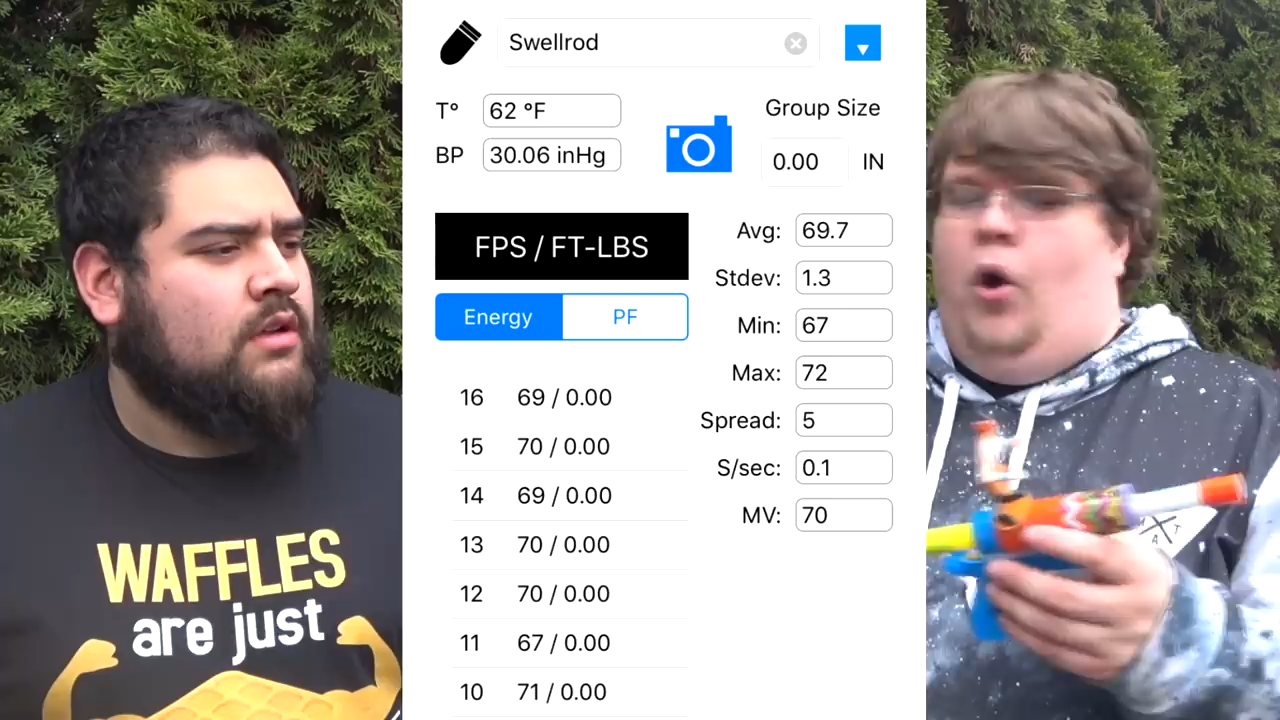 Swellrod
T° 62 °F
BP 30.06 inHg
Group Size
0.00 IN
FPS / FT-LBS
Energy PF
16 69 / 0.00
15 70 / 0.00
14 69 / 0.00
13 70 / 0.00
12 70 / 0.00
11 67 / 0.00
10 71 / 0.00
Avg: 69.7
Stdev: 1.3
Min: 67
Max: 72
Spread: 5
S/sec: 0.1
MV: 70
WAFFLES
are just